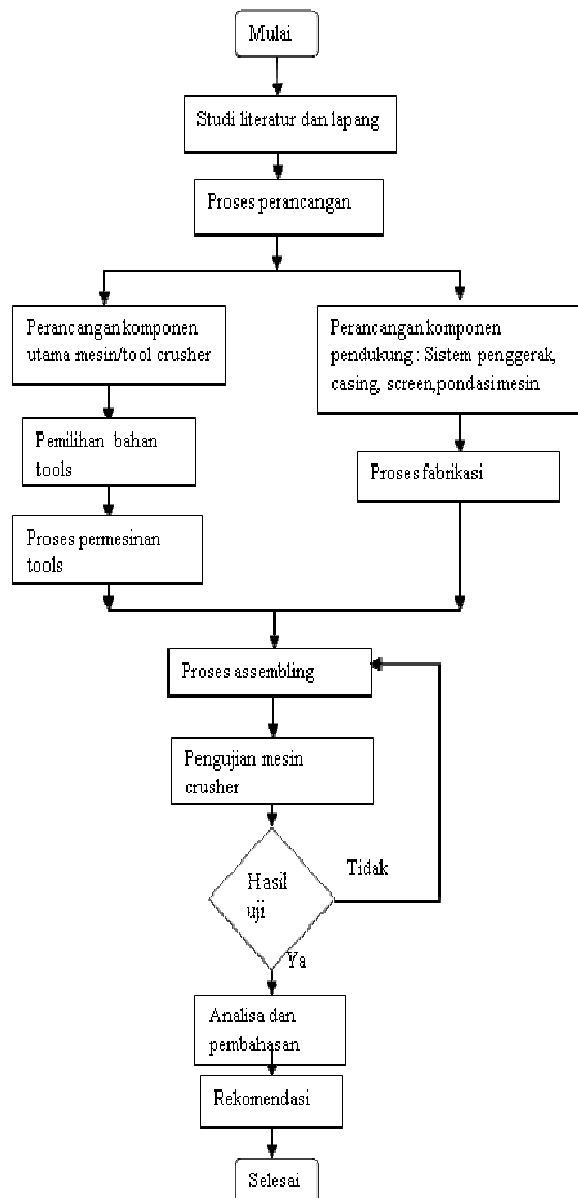 Mulai
Studi literatur dan lapang
Proses perancangan
Perancangan komponen
utama mesin/tool crusher
Perancangan komponen
pendukung : Sistem penggerak,
casing, screen, pondasi mesin
Pemilihan bahan
tools
Proses fabrikasi
Proses permesinan
tools
Proses assembling
Pengujian mesin
crusher
Tidak
Hasil
uji
Ya
Analisa dan
pembahasan
Rekomendasi
Selesai